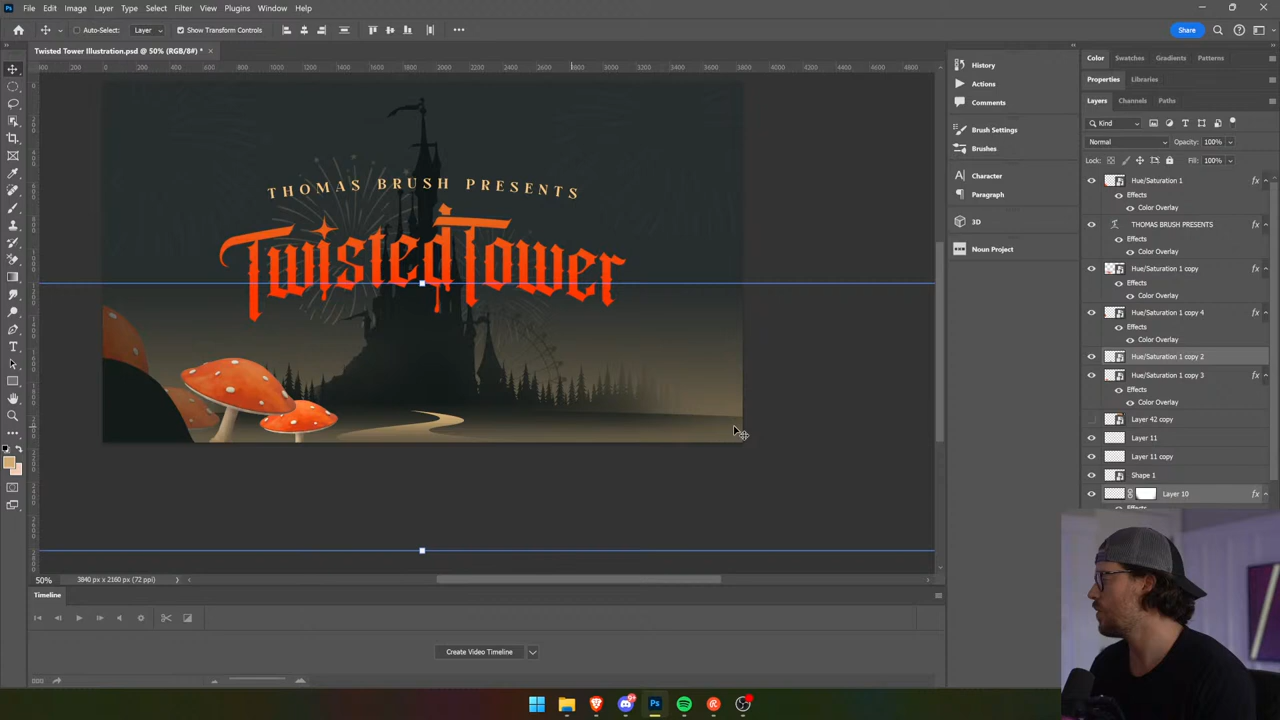 File Edit Image Layer Type Select Filter View Plugins Window Help
Auto-Select: Layer Show Transform Controls Share
Twisted Tower Illustration.psd @ 50% (RGB/8#) *
THOMAS BRUSH PRESENTS
Twisted Tower
50% 3840 px x 2160 px (72 ppi)
Timeline
Create Video Timeline
History
Actions
Comments
Brush Settings
Brushes
Character
Paragraph
3D
Noun Project
Color Swatches Gradients Patterns
Properties Libraries
Layers Channels Paths
Kind
Normal Opacity: 100%
Lock: Fill: 100%
Hue/Saturation 1 fx
Effects
Color Overlay
THOMAS BRUSH PRESENTS
Effects
Color Overlay
Hue/Saturation 1 copy
Effects
Color Overlay
Hue/Saturation 1 copy 4
Effects
Color Overlay
Hue/Saturation 1 copy 2
Hue/Saturation 1 copy 3 fx
Effects
Color Overlay
Layer 42 copy
Layer 11
Layer 11 copy
Shape 1
Layer 10 fx